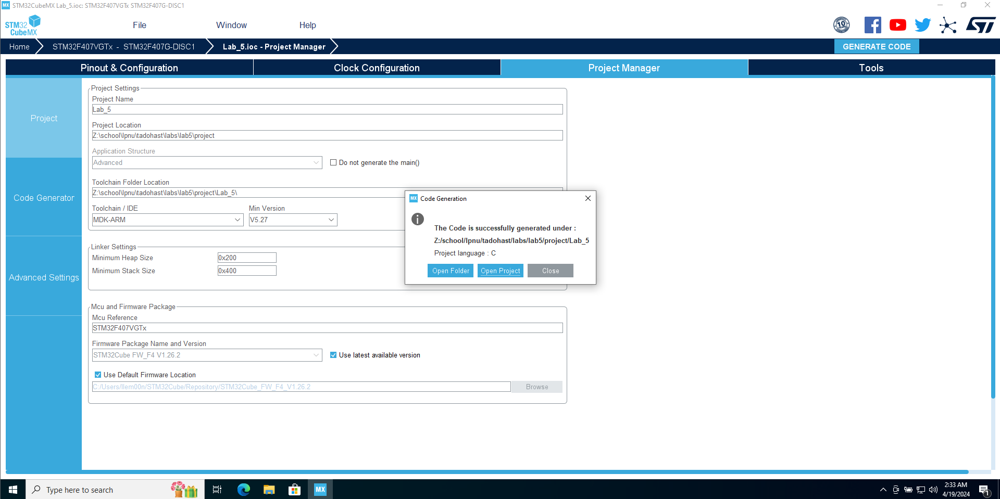 MX STM32CubeMX Lab_5.ioc: STM32F407VGTx STM32F407G-DISC1
STM32
CubeMX
File Window Help
10
ST
Home STM32F407VGTx - STM32F407G-DISC1 Lab_5.ioc - Project Manager GENERATE CODE
Pinout & Configuration Clock Configuration Project Manager Tools
Project
Code Generator
Advanced Settings
Project Settings
Project Name
Lab_5
Project Location
Z:\school\lpnu\tadohast\labs\lab5\project
Application Structure
Advanced Do not generate the main()
Toolchain Folder Location
Z:\school\lpnu\tadohast\labs\lab5\project\Lab_5\
Toolchain / IDE Min Version
MDK-ARM V5.27
Linker Settings
Minimum Heap Size 0x200
Minimum Stack Size 0x400
Mcu and Firmware Package
Mcu Reference
STM32F407VGTx
Firmware Package Name and Version
STM32Cube FW_F4 V1.26.2 Use latest available version
Use Default Firmware Location
C:/Users/llem00n/STM32Cube/Repository/STM32Cube_FW_F4_V1.26.2 Browse
MX Code Generation
The Code is successfully generated under :
Z:/school/lpnu/tadohast/labs/lab5/project/Lab_5
Project language : C
Open Folder Open Project Close
Type here to search
MX
2:33 AM
4/19/2024
1